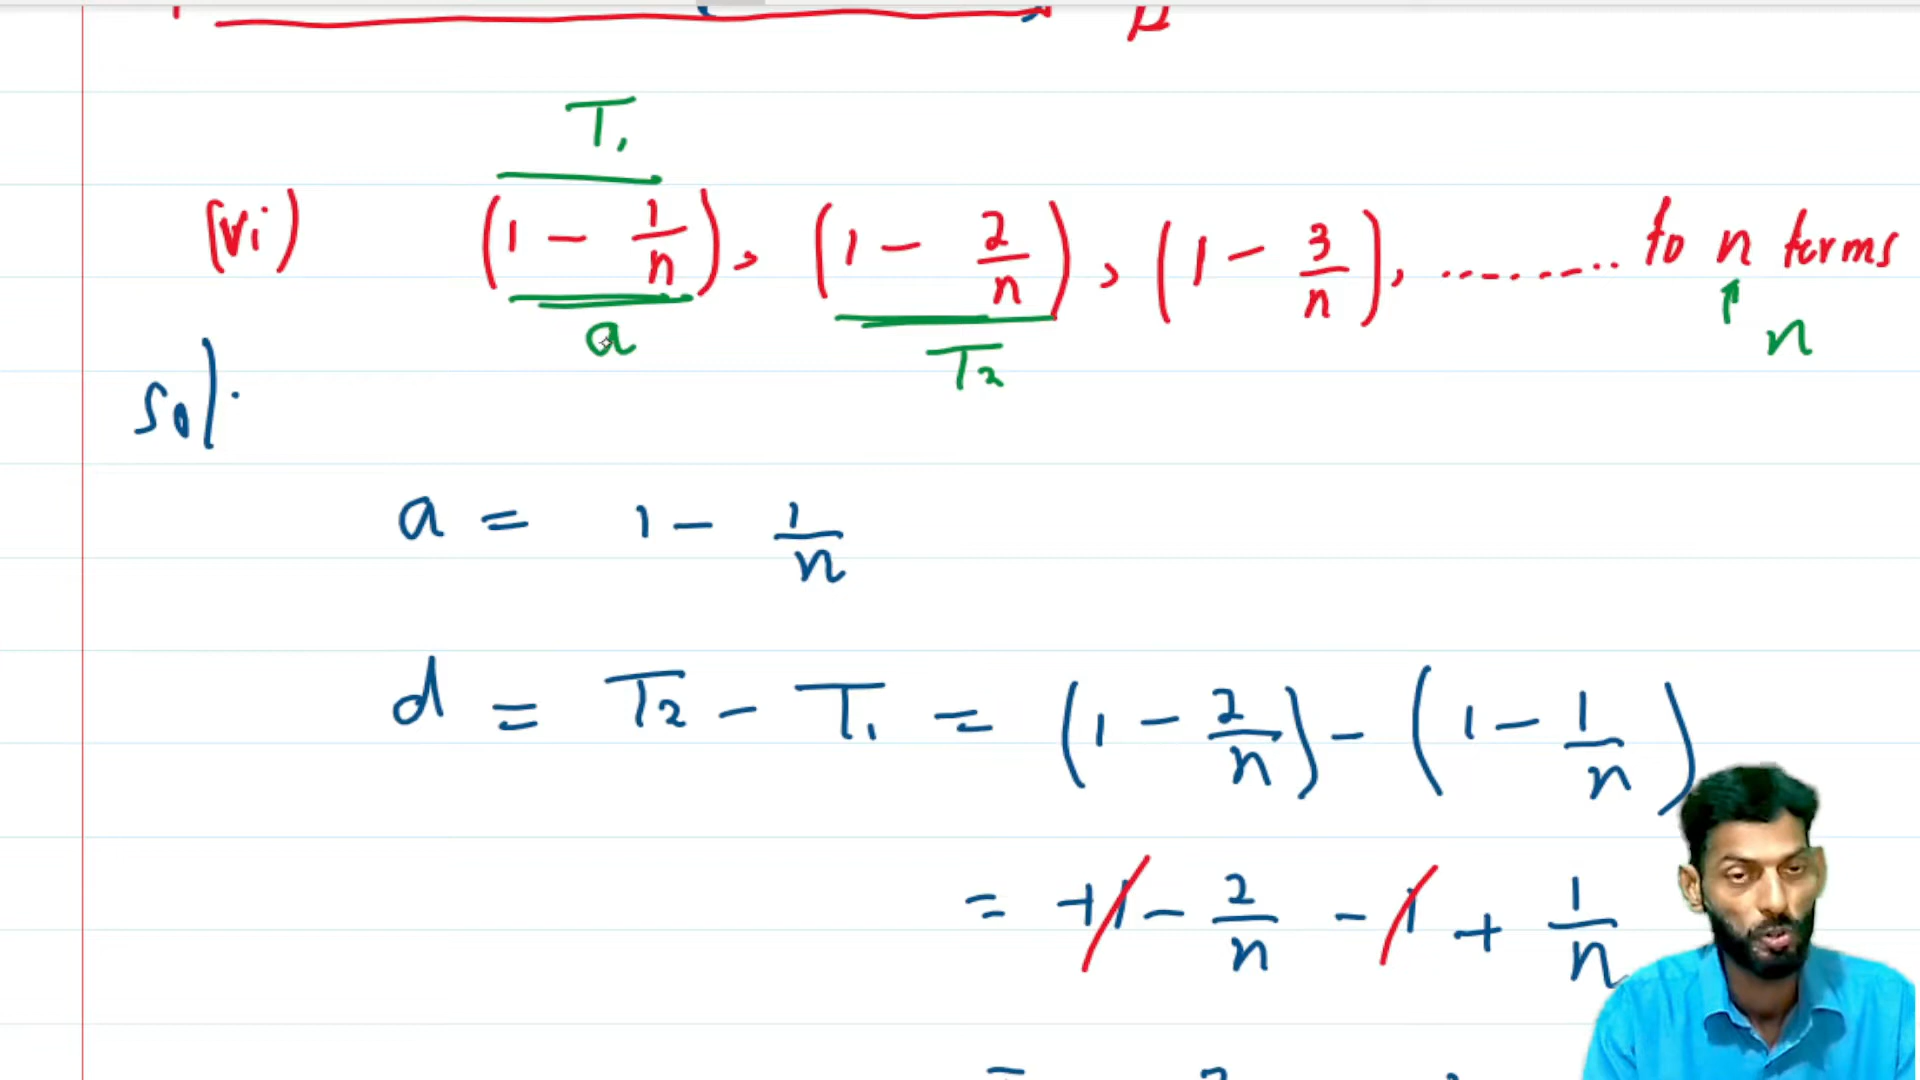 T₁
(vi) (1 - 1/n), (1 - 2/n), (1 - 3/n), ......... to n terms
a T₂ n
Sol.
a = 1 - 1/n
d = T₂ - T₁ = (1 - 2/n) - (1 - 1/n)
= +1 - 2/n - 1 + 1/n